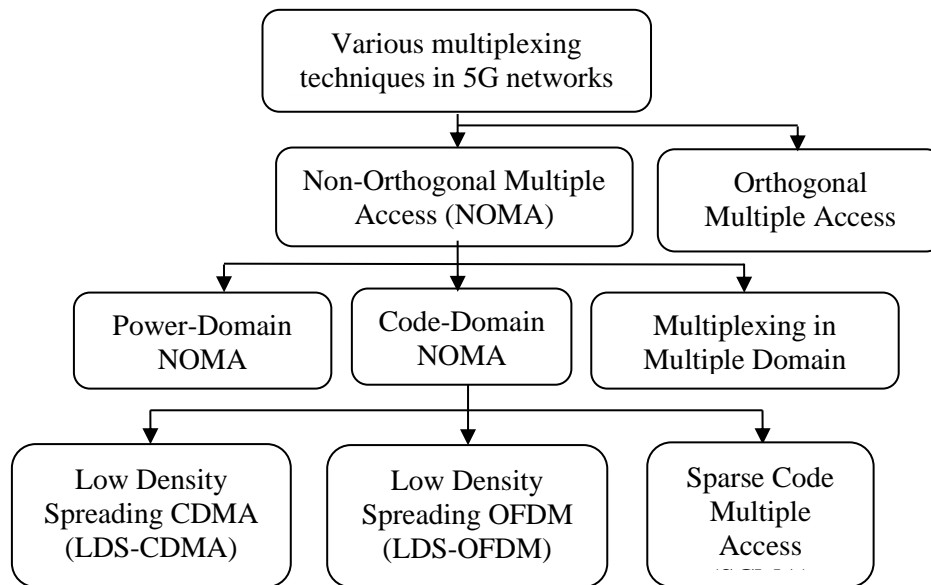 Various multiplexing
techniques in 5G networks
Non-Orthogonal Multiple
Access (NOMA)
Orthogonal
Multiple Access
Power-Domain
NOMA
Code-Domain
NOMA
Multiplexing in
Multiple Domain
Low Density
Spreading CDMA
(LDS-CDMA)
Low Density
Spreading OFDM
(LDS-OFDM)
Sparse Code
Multiple
Access